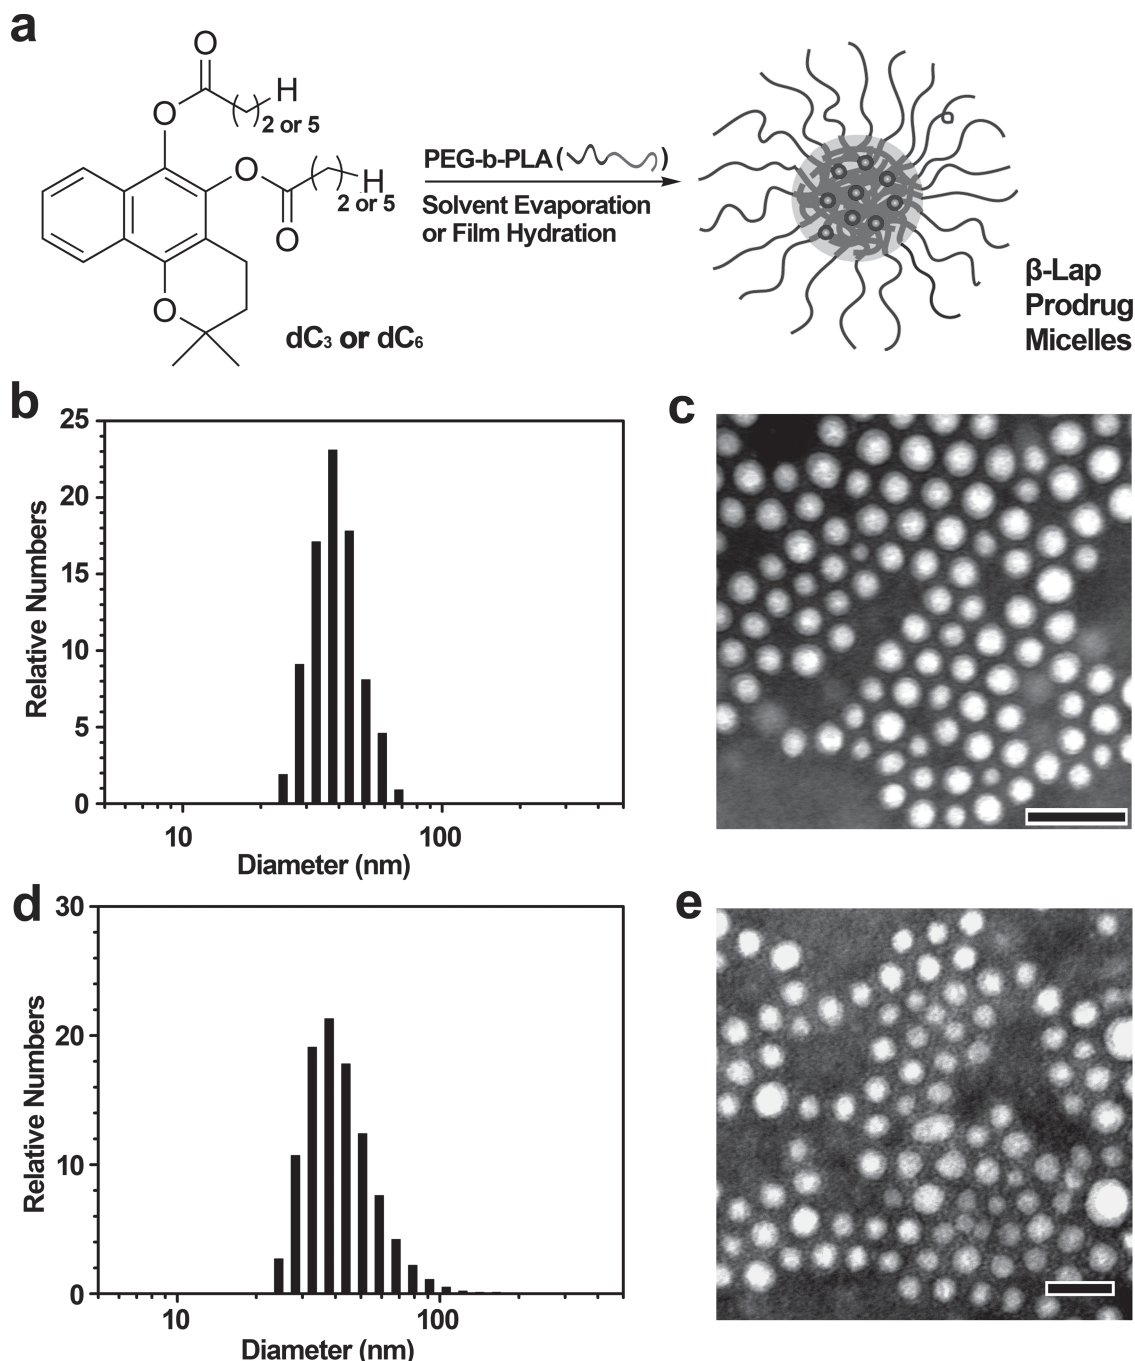 a
O
O
H
( )
2 or 5
O
( )
H
2 or 5
O
O
dC₃ or dC₆
PEG-b-PLA ( )
Solvent Evaporation
or Film Hydration
β-Lap
Prodrug
Micelles
b
25
20
15
10
5
0
Relative Numbers
10
100
Diameter (nm)
c
d
30
20
10
0
Relative Numbers
10
100
Diameter (nm)
e